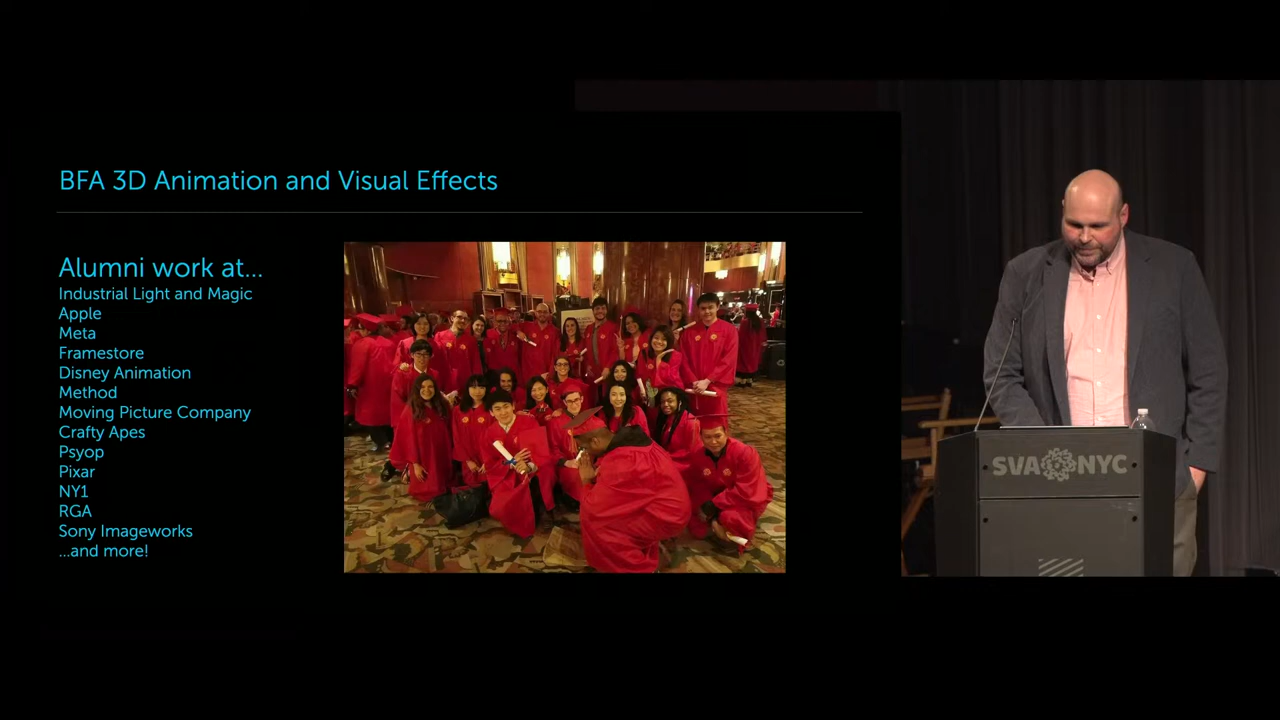 BFA 3D Animation and Visual Effects
Alumni work at...
Industrial Light and Magic
Apple
Meta
Framestore
Disney Animation
Method
Moving Picture Company
Crafty Apes
Psyop
Pixar
NY1
RGA
Sony Imageworks
...and more!
SVA NYC